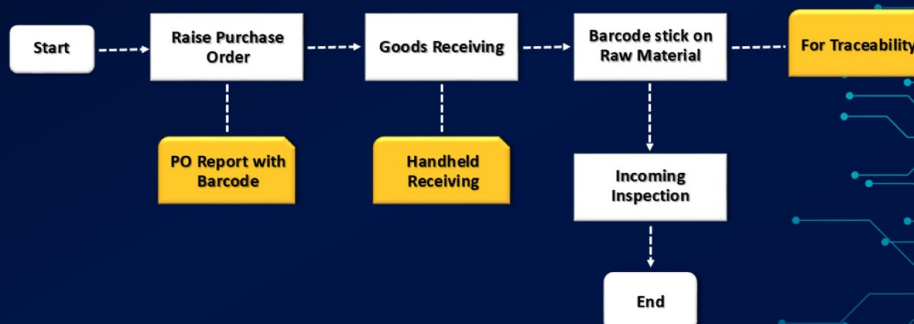 Start
Raise Purchase
Order
Goods Receiving
Barcode stick on
Raw Material
For Traceability
PO Report with
Barcode
Handheld
Receiving
Incoming
Inspection
End